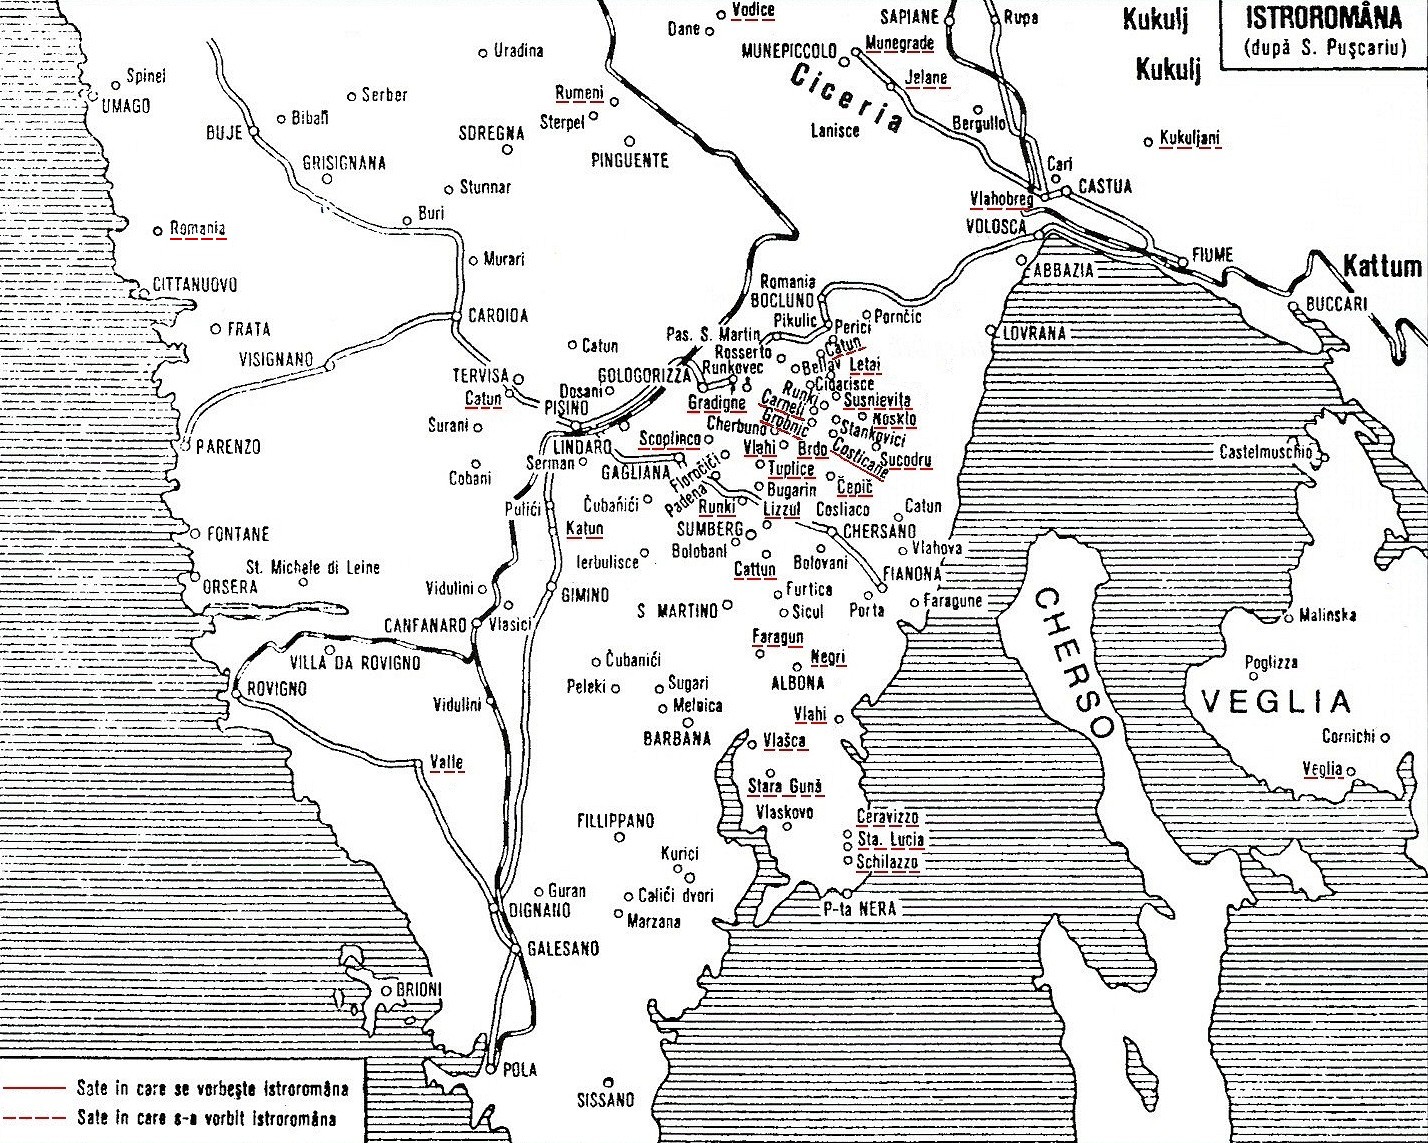 Vodice
Dane
SAPIANE
Rupa
Kukulj
ISTROROMÂNA
(după S. Pușcariu)
Uradina
MUNEPICCOLO
Munegrade
Kukulj
Spinel
UMAGO
Serber
Rumeni
Jelane
Ciceria
Bibali
Sterpel
BUJE
SDREGNA
PINGUENTE
Lanisce
Bergullo
Kukuljani
GRISIGNANA
Cari
CASTUA
Stunnar
Vlahobreg
Buri
VOLOSCA
Romania
Murari
FIUME
ABBAZIA
Kattum
CITTANUOVO
Romania
BOCLUNO
BUCCARI
CAROIDA
Pikulic
Pornčic
FRATA
Pas. S. Martin
Perici
LOVRANA
VISIGNANO
Catun
Rosserto
Catun
Runkovec
Bellav
Letai
TERVISA
GOLOGORIZZA
Cidarisce
Catun
Dosani
Runki
PISINO
Gradigne
Carneli
Susnievita
Surani
Cherbuno
Grobnic
Noskto
Stankovici
PARENZO
LINDARO
Scopliaco
Vlahi
Brdo
Costicane
Sucodru
Castelmuschio
Serman
GAGLIANA
Floročići
Tuplice
Cobani
Padena
Bugarin
Čepič
Pulići
Čubańići
Runki
Lizzul
Cosliaco
Catun
FONTANE
Katun
SUMBERG
CHERSANO
Bolobani
Vlahova
St. Michele di Leine
Ierbulisce
Cattun
Bolovani
FIANONA
ORSERA
Vidulini
GIMINO
Furtica
S MARTINO
Sicul
Porta
Faragune
CHERSO
Malinska
CANFANARO
Vlasici
Faragun
VILLA DA ROVIGNO
Čubanići
Negri
Poglizza
ROVIGNO
Peleki
Sugari
ALBONA
VEGLIA
Vidulini
Melnica
Vlahi
BARBANA
Vlašca
Cornichi
Valle
Veglia
Stara Gună
Vlaskovo
FILLIPPANO
Ceravizzo
Sta. Lucia
Kurici
Schilazzo
Guran
Calići dvori
DIGNANO
Marzana
P-ta NERA
GALESANO
BRIONI
POLA
Sate în care se vorbește istroromâna
SISSANO
Sate în care s-a vorbit istroromâna